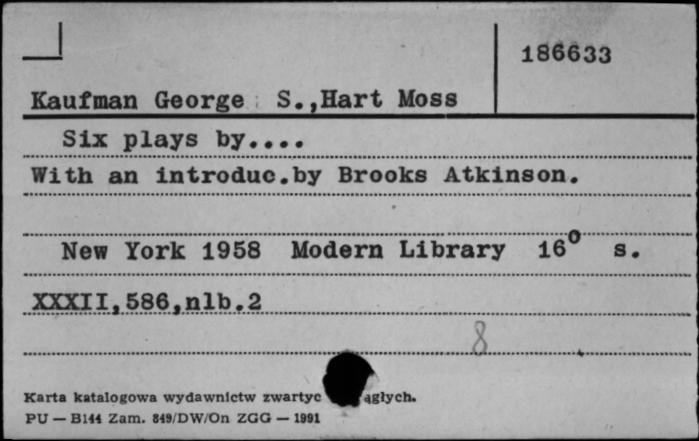 186633
Kaufman George S.,Hart Moss
Six plays by....
With an introduc.by Brooks Atkinson.
New York 1958 Modern Library 16° s.
XXXII,586,nlb.2
8
Karta katalogowa wydawnictw zwartyc ągłych.
PU — B144 Zam. 849/DW/On ZGG — 1991